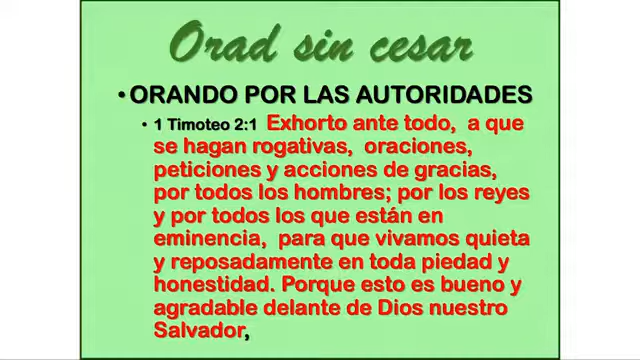 Orad sin cesar
• ORANDO POR LAS AUTORIDADES
• 1 Timoteo 2:1 Exhorto ante todo, a que
se hagan rogativas, oraciones,
peticiones y acciones de gracias,
por todos los hombres; por los reyes
y por todos los que están en
eminencia, para que vivamos quieta
y reposadamente en toda piedad y
honestidad. Porque esto es bueno y
agradable delante de Dios nuestro
Salvador,